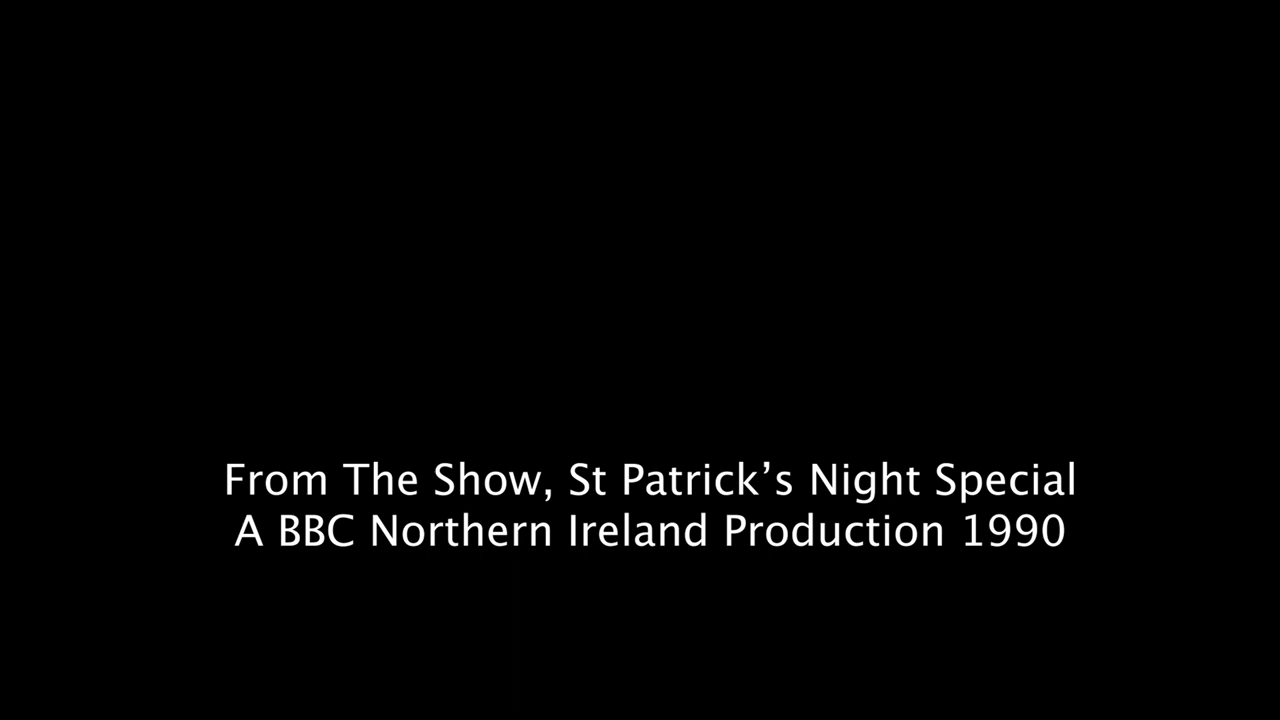 From The Show, St Patrick’s Night Special
A BBC Northern Ireland Production 1990